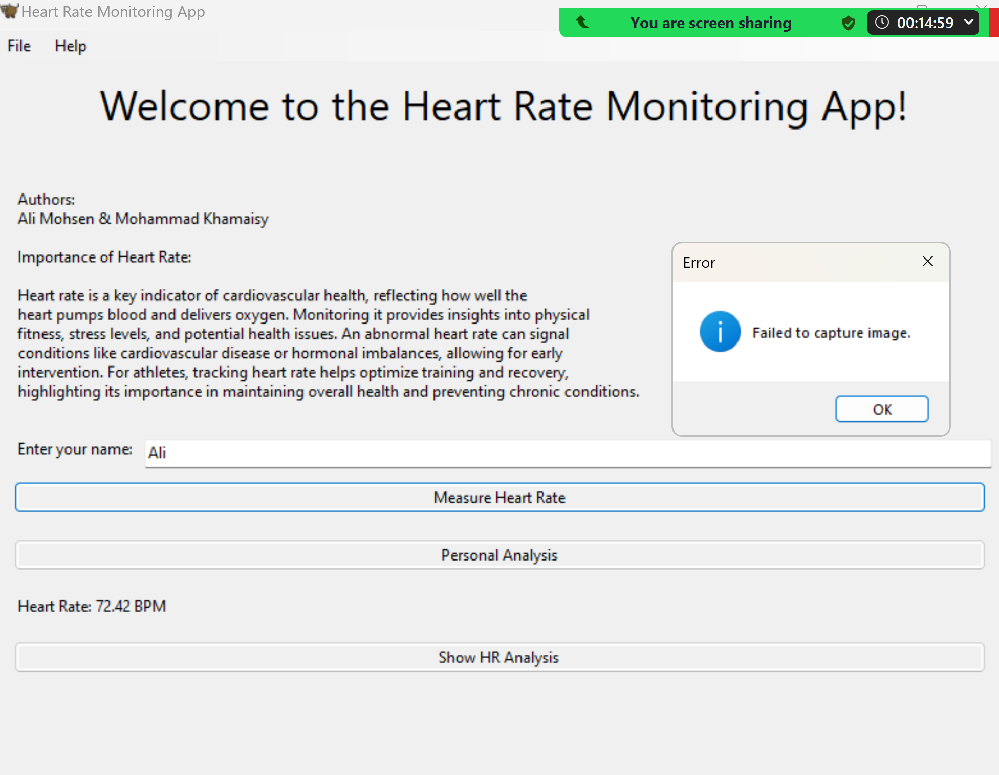 Heart Rate Monitoring App
You are screen sharing
00:14:59
File Help
Welcome to the Heart Rate Monitoring App!
Authors:
Ali Mohsen & Mohammad Khamaisy
Importance of Heart Rate:
Heart rate is a key indicator of cardiovascular health, reflecting how well the
heart pumps blood and delivers oxygen. Monitoring it provides insights into physical
fitness, stress levels, and potential health issues. An abnormal heart rate can signal
conditions like cardiovascular disease or hormonal imbalances, allowing for early
intervention. For athletes, tracking heart rate helps optimize training and recovery,
highlighting its importance in maintaining overall health and preventing chronic conditions.
Error
Failed to capture image.
OK
Enter your name: Ali
Measure Heart Rate
Personal Analysis
Heart Rate: 72.42 BPM
Show HR Analysis